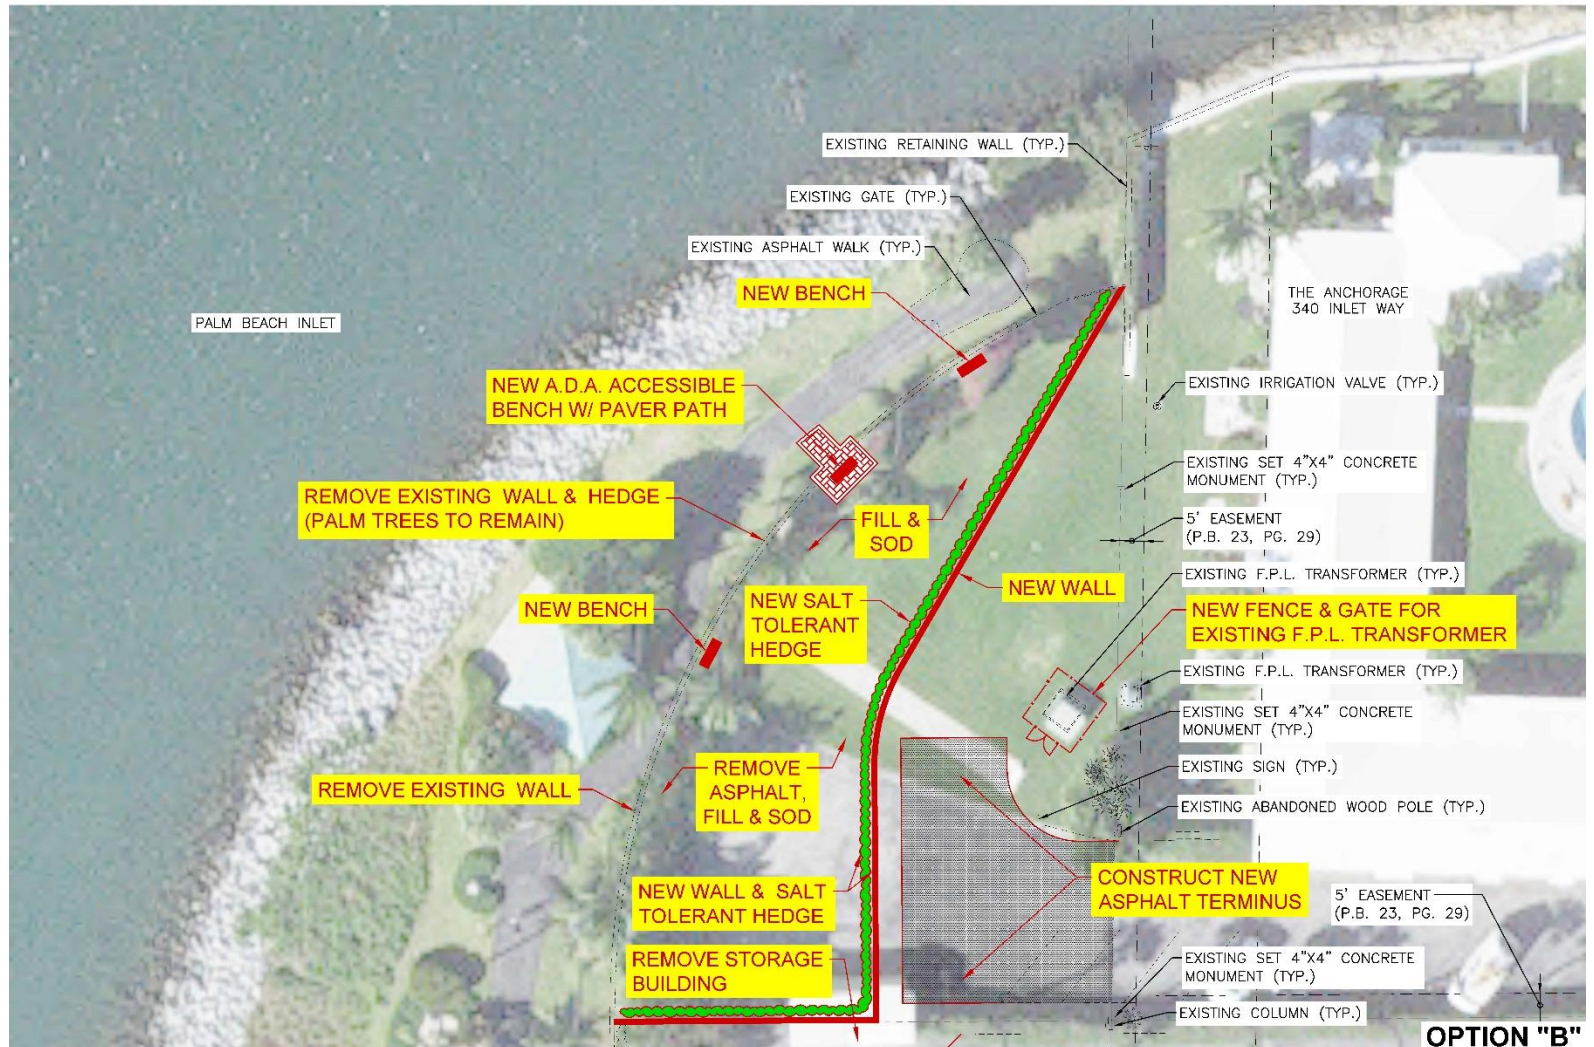 EXISTING RETAINING WALL (TYP.)
EXISTING GATE (TYP.)
EXISTING ASPHALT WALK (TYP.)
NEW BENCH
PALM BEACH INLET
THE ANCHORAGE
340 INLET WAY
NEW A.D.A. ACCESSIBLE
BENCH W/ PAVER PATH
EXISTING IRRIGATION VALVE (TYP.)
EXISTING SET 4"X4" CONCRETE
MONUMENT (TYP.)
REMOVE EXISTING WALL & HEDGE
(PALM TREES TO REMAIN)
FILL &
SOD
5' EASEMENT
(P.B. 23, PG. 29)
EXISTING F.P.L. TRANSFORMER (TYP.)
NEW WALL
NEW BENCH
NEW SALT
TOLERANT
HEDGE
NEW FENCE & GATE FOR
EXISTING F.P.L. TRANSFORMER
EXISTING F.P.L. TRANSFORMER (TYP.)
EXISTING SET 4"X4" CONCRETE
MONUMENT (TYP.)
REMOVE EXISTING WALL
REMOVE
ASPHALT,
FILL & SOD
EXISTING SIGN (TYP.)
EXISTING ABANDONED WOOD POLE (TYP.)
NEW WALL & SALT
TOLERANT HEDGE
CONSTRUCT NEW
ASPHALT TERMINUS
5' EASEMENT
(P.B. 23, PG. 29)
REMOVE STORAGE
BUILDING
EXISTING SET 4"X4" CONCRETE
MONUMENT (TYP.)
EXISTING COLUMN (TYP.)
OPTION "B"